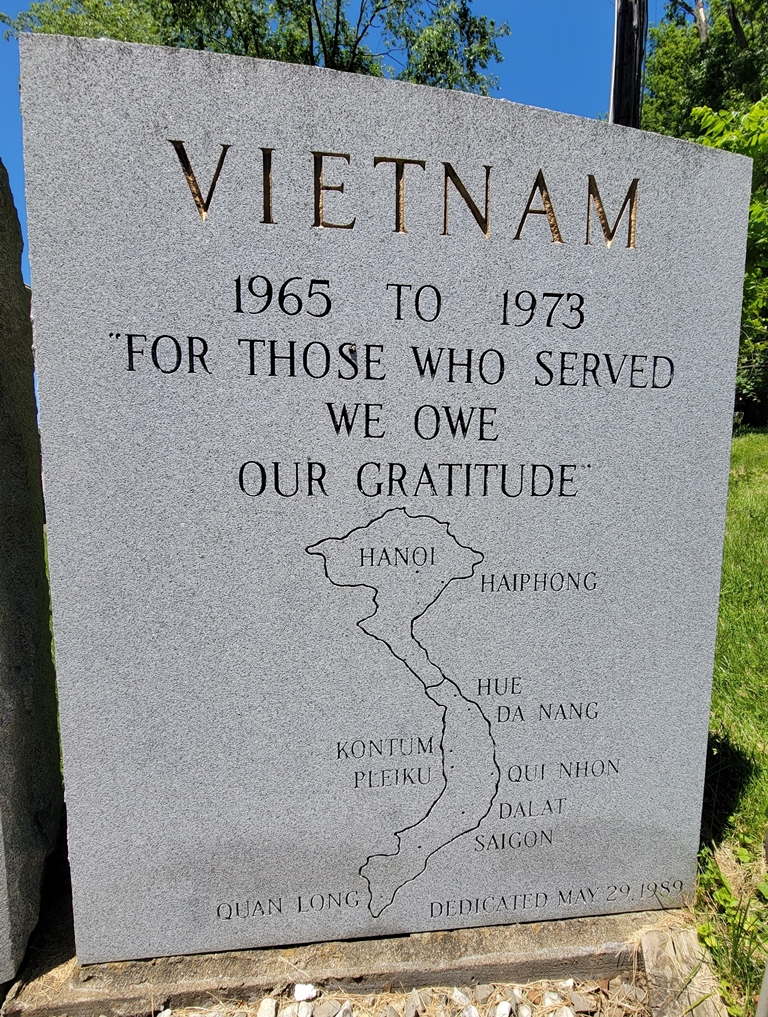 VIETNAM
1965 TO 1973
"FOR THOSE WHO SERVED
WE OWE
OUR GRATITUDE"
HANOI
HAIPHONG
HUE
DA NANG
KONTUM
PLEIKU
QUI NHON
DALAT
SAIGON
QUAN LONG
DEDICATED MAY 29, 1989